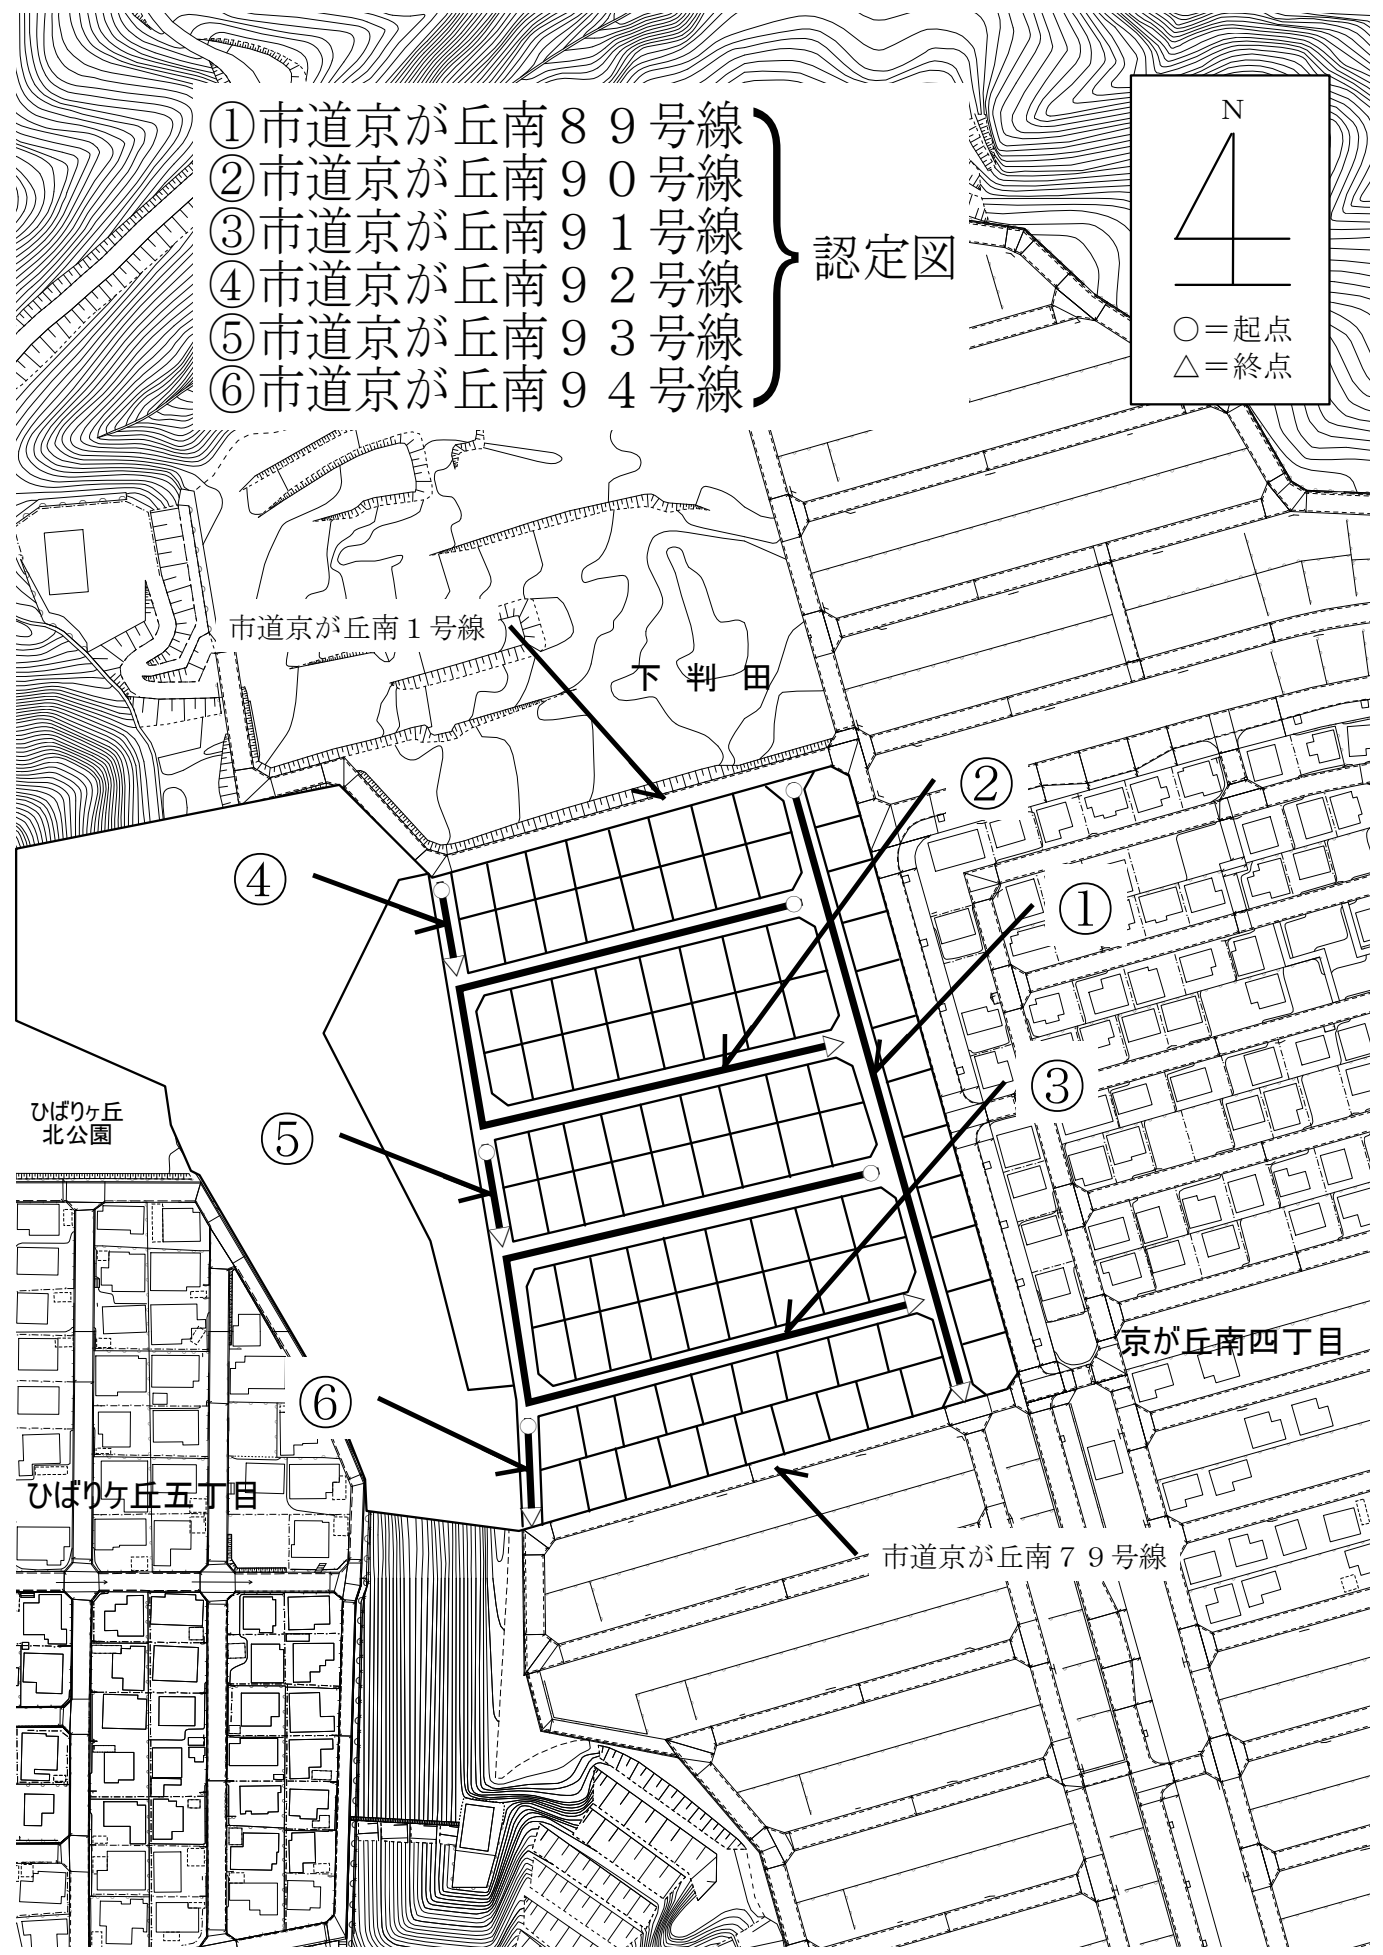 ①市道京が丘南８９号線
②市道京が丘南９０号線
③市道京が丘南９１号線
④市道京が丘南９２号線
⑤市道京が丘南９３号線
⑥市道京が丘南９４号線
認定図
N
○＝起点
△＝終点
市道京が丘南１号線
下判田
②
④
①
③
ひばりヶ丘
北公園
⑤
京が丘南四丁目
⑥
ひばりケ丘五丁目
市道京が丘南７９号線